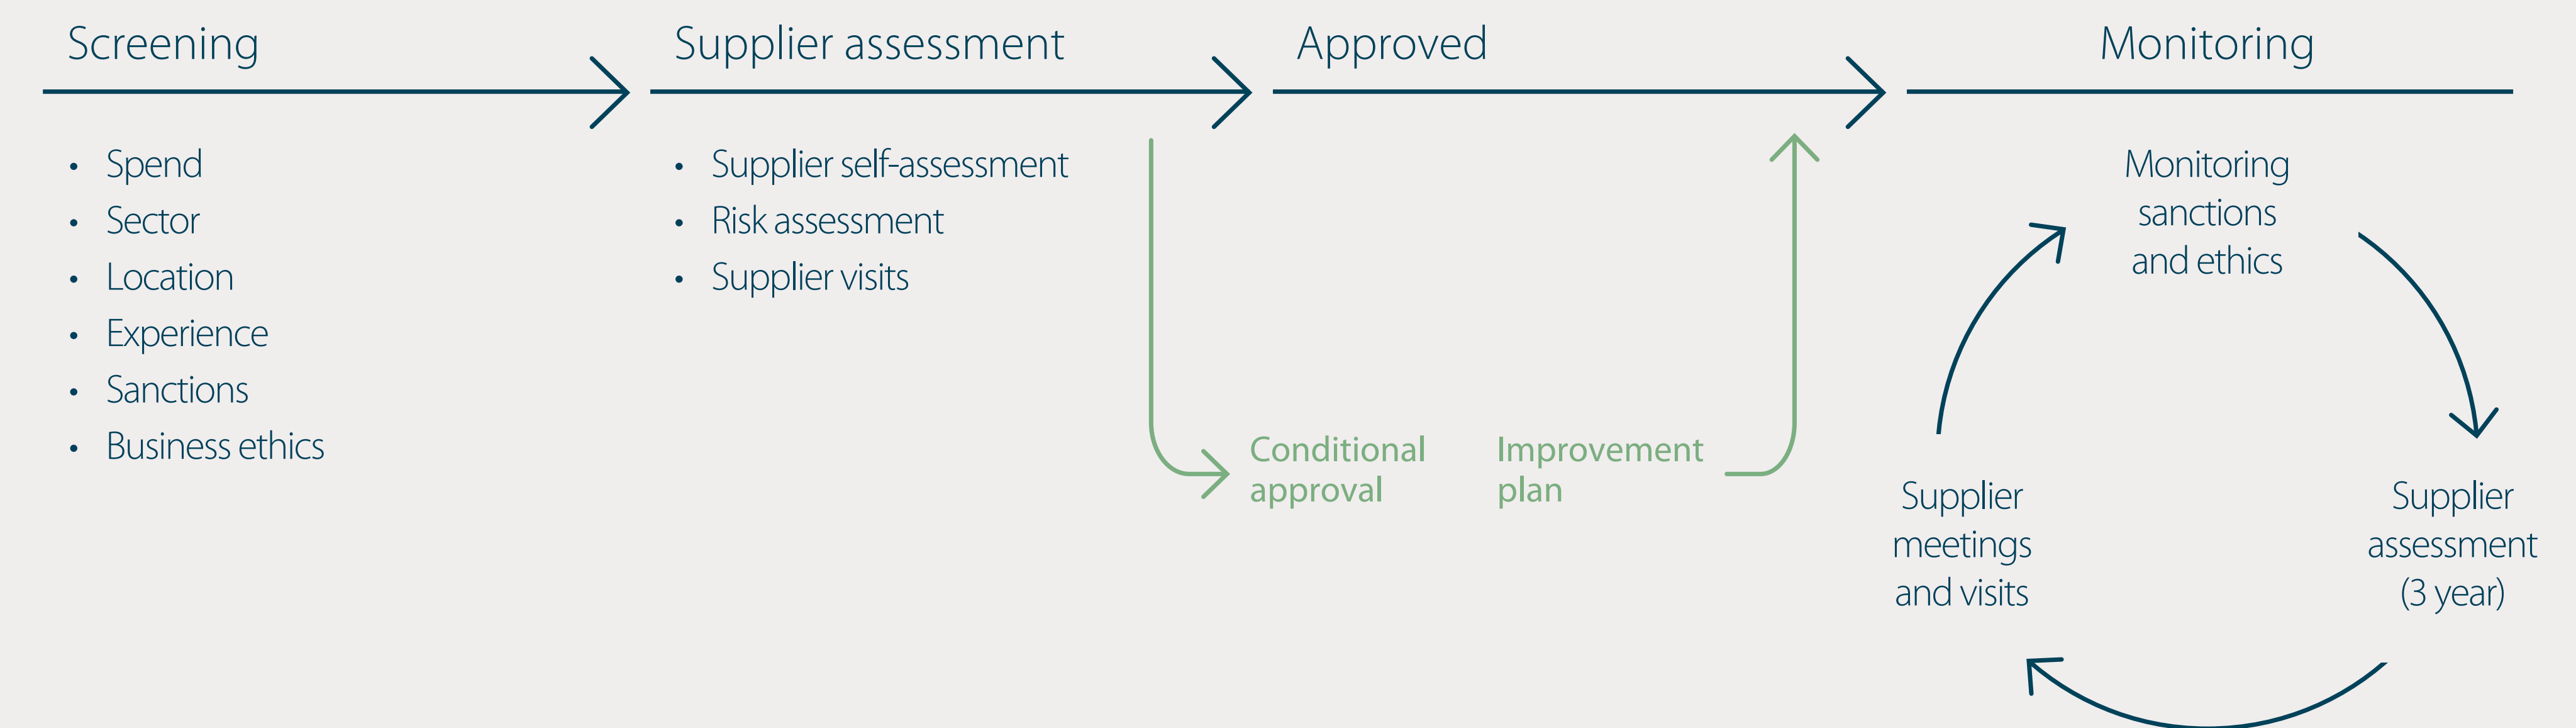 Screening
Supplier assessment
Approved
Monitoring
• Spend
• Sector
• Location
• Experience
• Sanctions
• Business ethics
• Supplier self-assessment
• Risk assessment
• Supplier visits
Conditional
approval
Improvement
plan
Monitoring
sanctions
and ethics
Supplier
assessment
(3 year)
Supplier
meetings
and visits